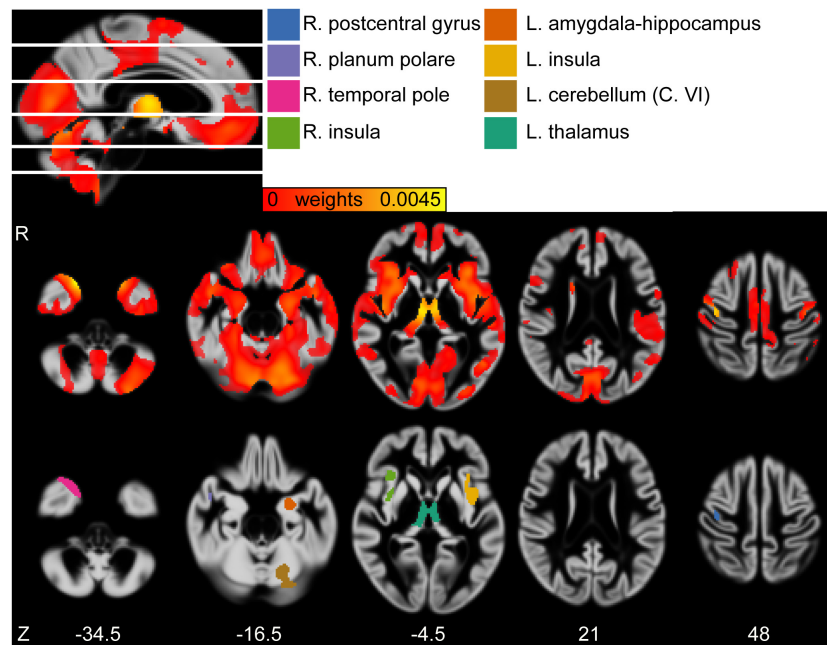 R. postcentral gyrus
L. amygdala-hippocampus
R. planum polare
L. insula
R. temporal pole
L. cerebellum (C. VI)
R. insula
L. thalamus
0 weights 0.0045
R
Z -34.5 -16.5 -4.5 21 48